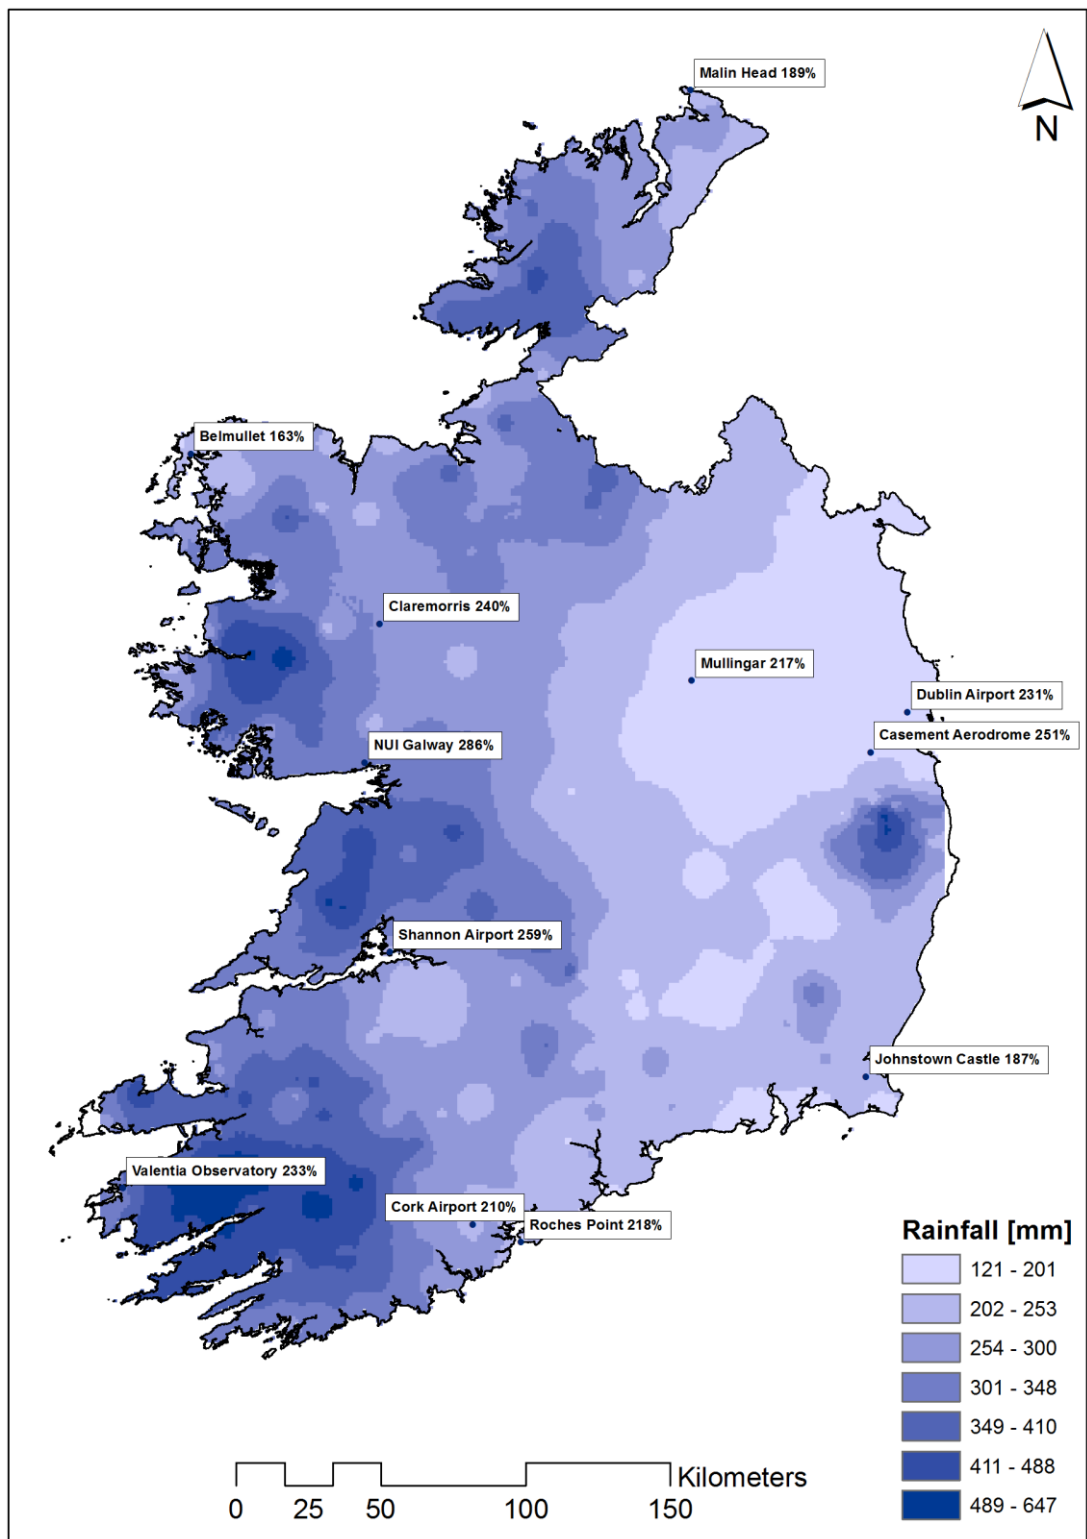 Malin Head 189%
N
Belmullet 163%
Claremorris 240%
Mullingar 217%
Dublin Airport 231%
Casement Aerodrome 251%
NUI Galway 286%
Shannon Airport 259%
Johnstown Castle 187%
Valentia Observatory 233%
Cork Airport 210%
Roches Point 218%
Rainfall [mm]
121 - 201
202 - 253
254 - 300
301 - 348
349 - 410
411 - 488
489 - 647
Kilometers
0 25 50 100 150